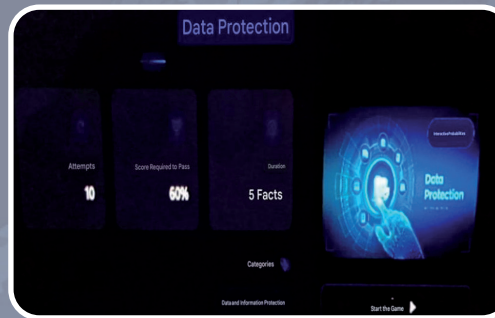 Data Protection
Attempts
10
Score Required to Pass
60%
Duration
5 Facts
Categories
Data and Information Protection
Data
Protection
Start the Game